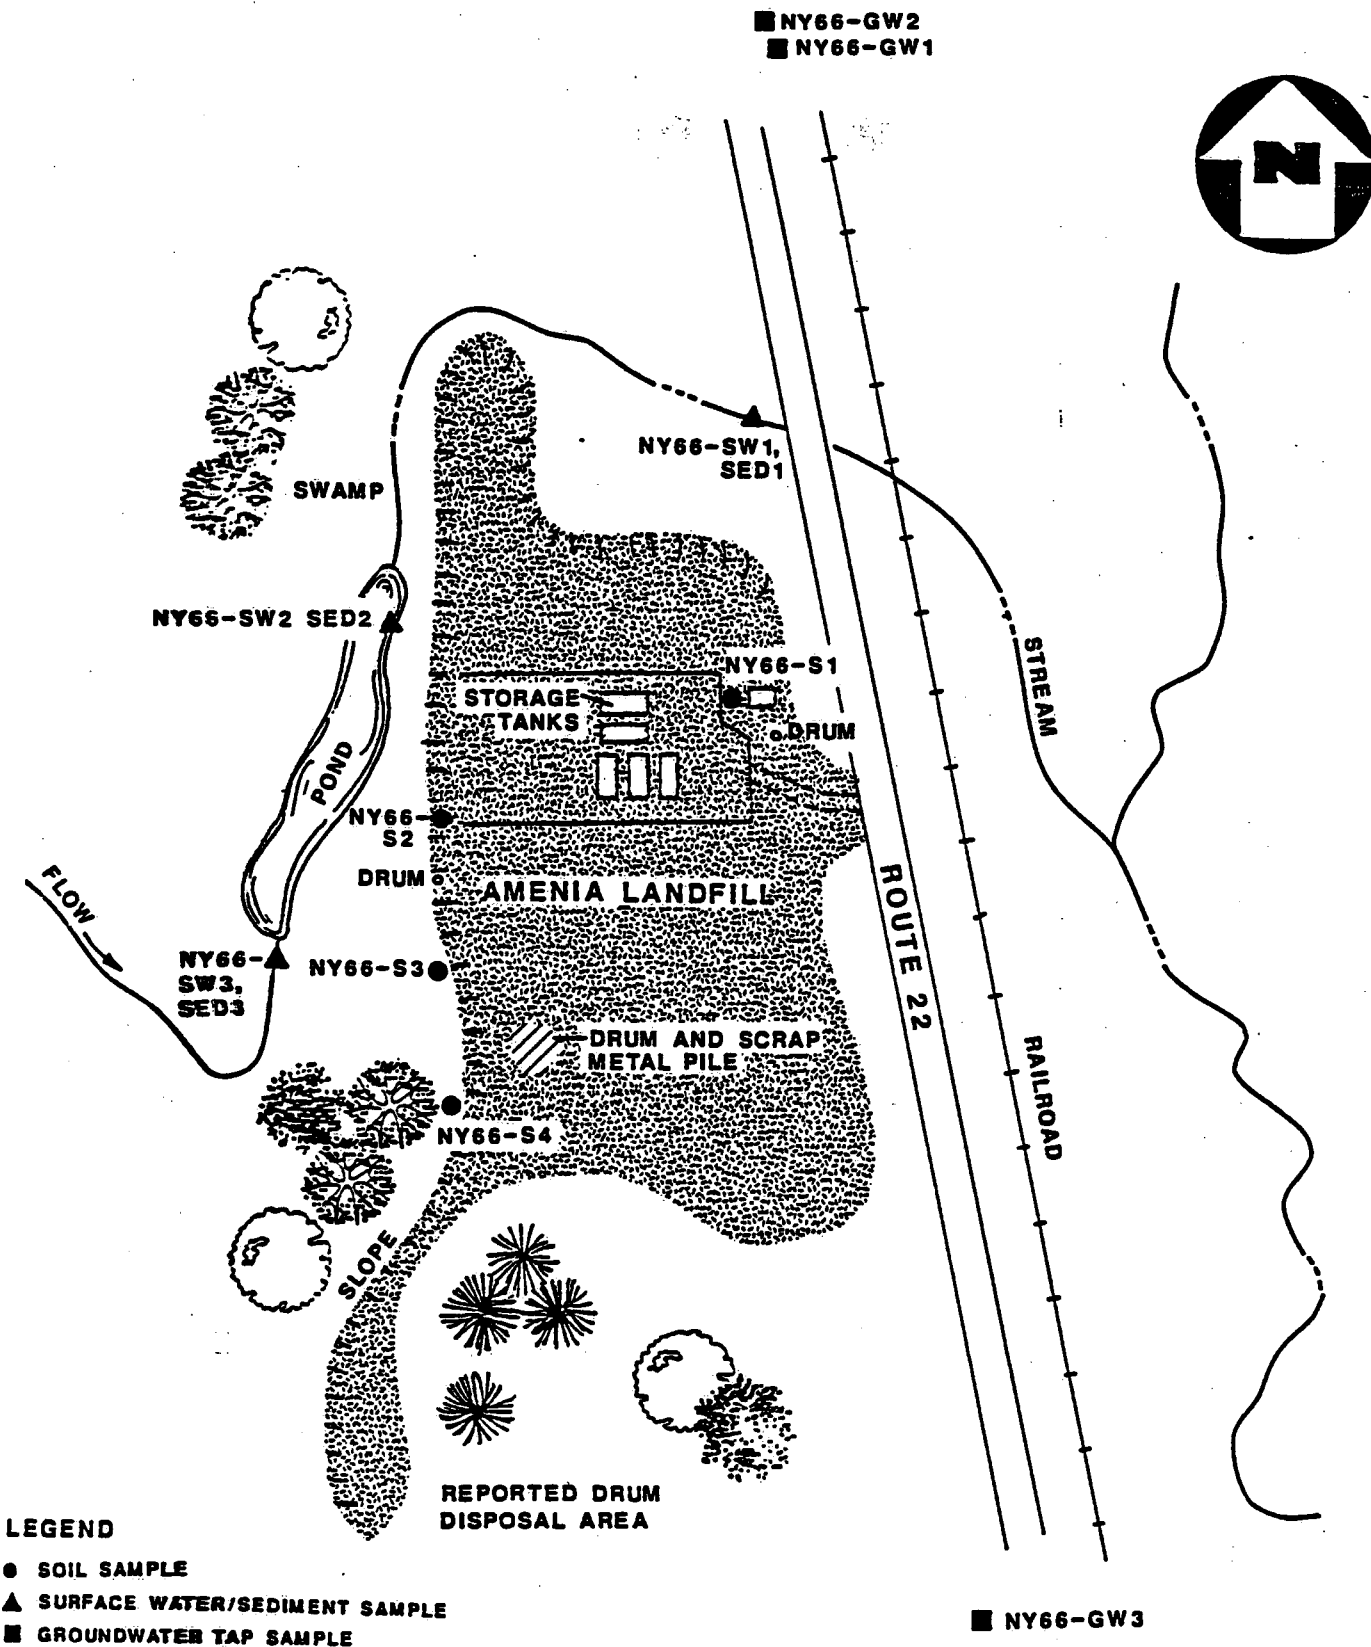 NY66-GW2
NY66-GW1
N
NY66-SW1,
SED1
SWAMP
NY66-SW2 SED2
NY66-S1
STORAGE
TANKS
DRUM
STREAM
POND
NY66-
S2
DRUM
AMENIA LANDFILL
FLOW
ROUTE 22
NY66-
SW3,
SED3
NY66-S3
DRUM AND SCRAP
METAL PILE
RAILROAD
NY66-S4
SLOPE
REPORTED DRUM
DISPOSAL AREA
LEGEND
SOIL SAMPLE
SURFACE WATER/SEDIMENT SAMPLE
GROUNDWATER TAP SAMPLE
NY66-GW3